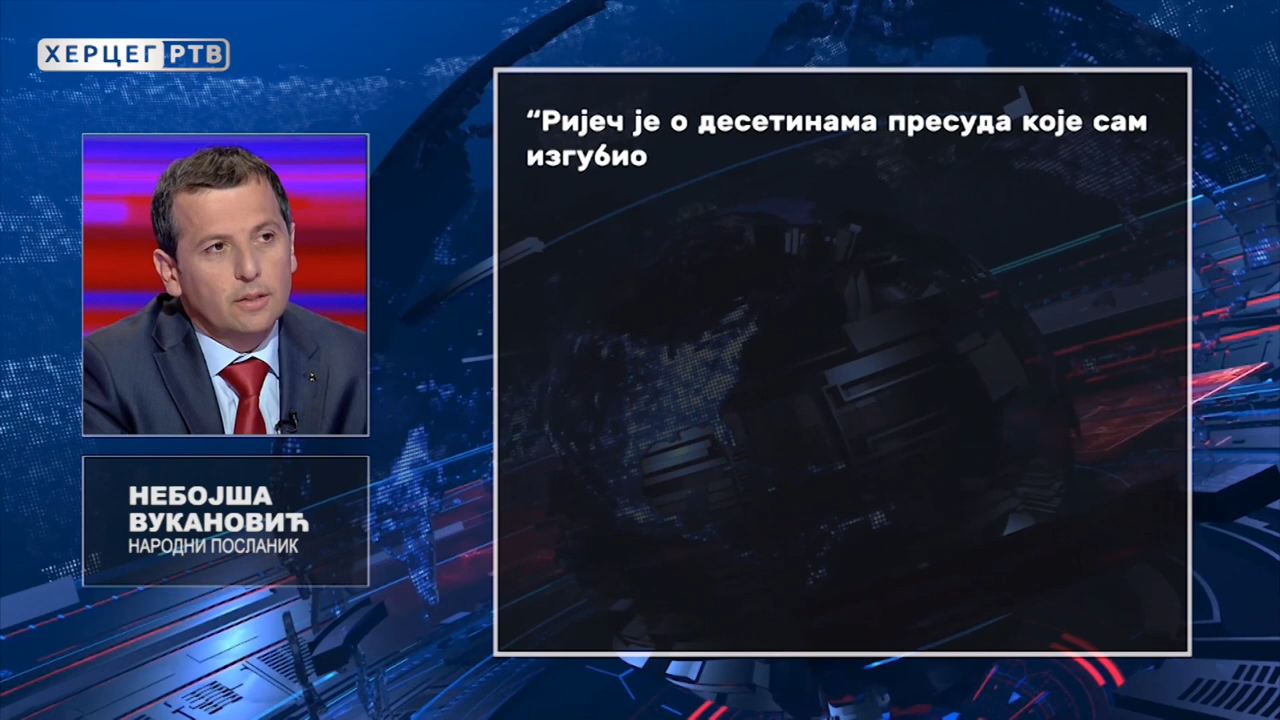 ХЕРЦЕГ РТВ
“Ријеч је о десетинама пресуда које сам
изгубио
НЕБОЈША
ВУКАНОВИЋ
НАРОДНИ ПОСЛАНИК